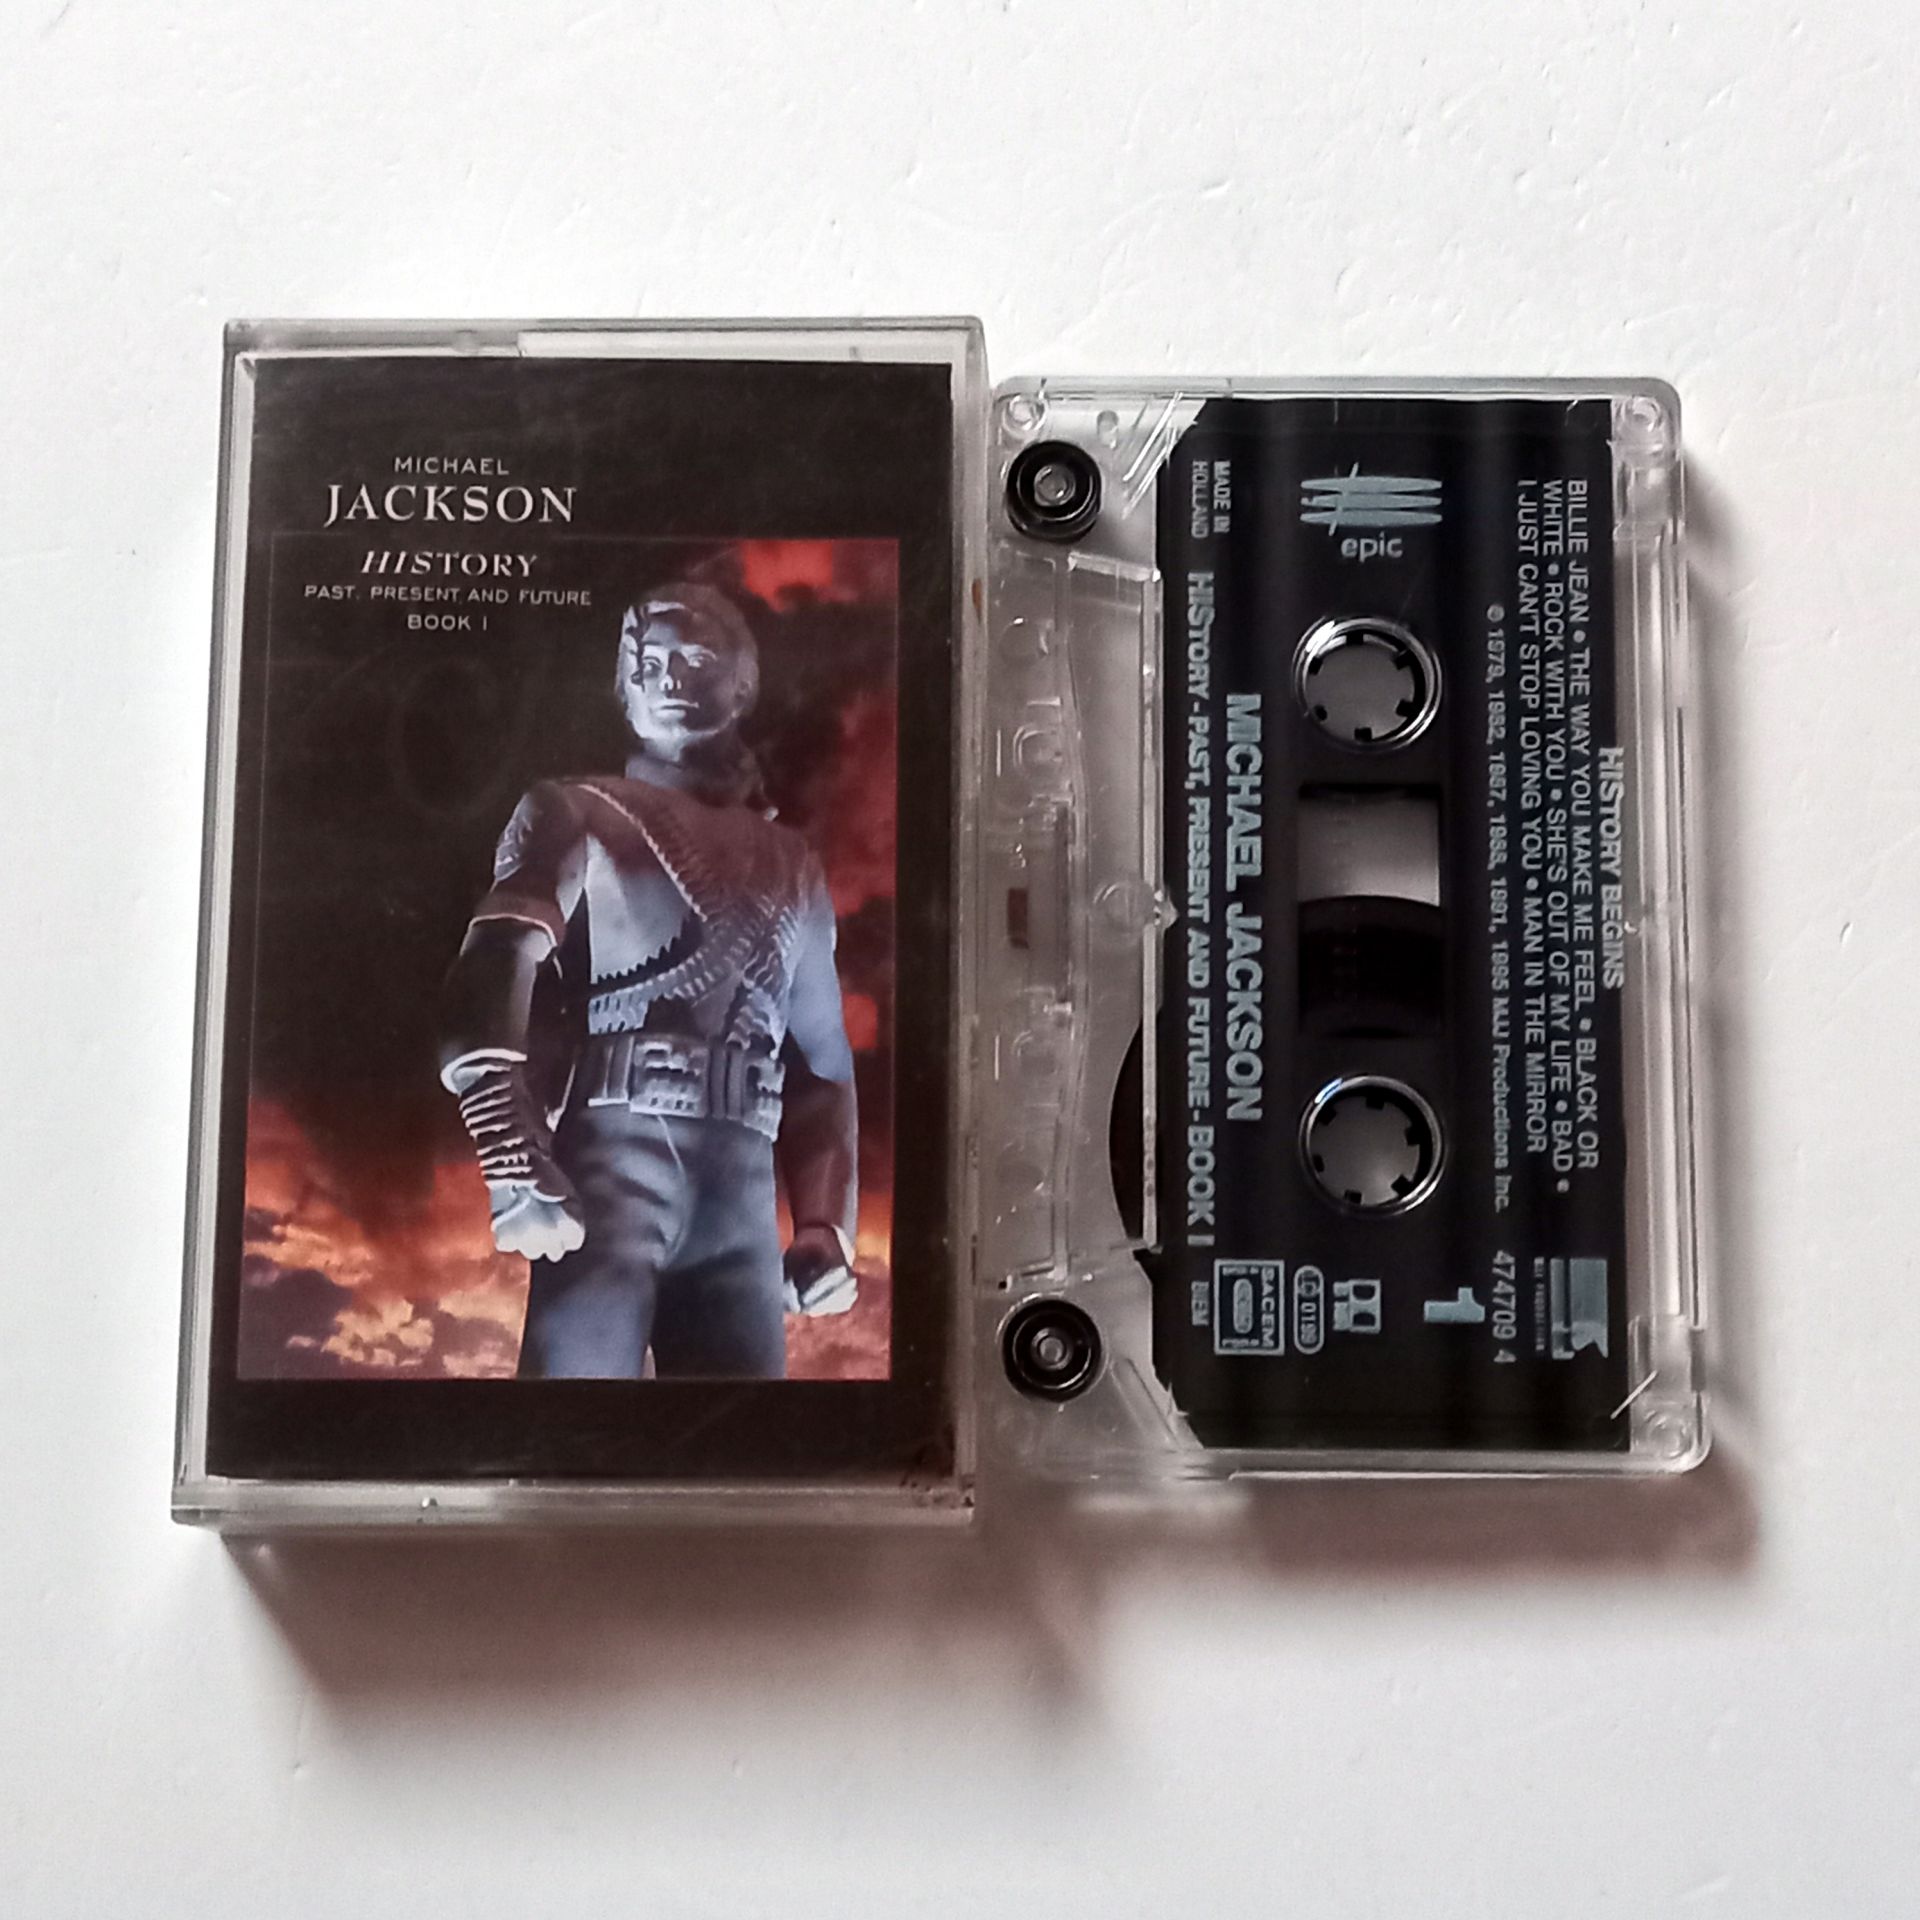 MICHAEL
JACKSON
HISTORY
PAST, PRESENT AND FUTURE
BOOK I
HIStory BEGINS
BILLIE JEAN • THE WAY YOU MAKE ME FEEL • BLACK OR
WHITE • ROCK WITH YOU • SHE'S OUT OF MY LIFE • BAD •
I JUST CAN'T STOP LOVING YOU • MAN IN THE MIRROR
℗ 1979, 1982, 1987, 1988, 1991, 1995 MJJ Productions Inc.
474709 4
epic
1
LC 0199
MICHAEL JACKSON
SACEM
MADE IN
HOLLAND
HIStory - PAST, PRESENT AND FUTURE - BOOK I
BIEM